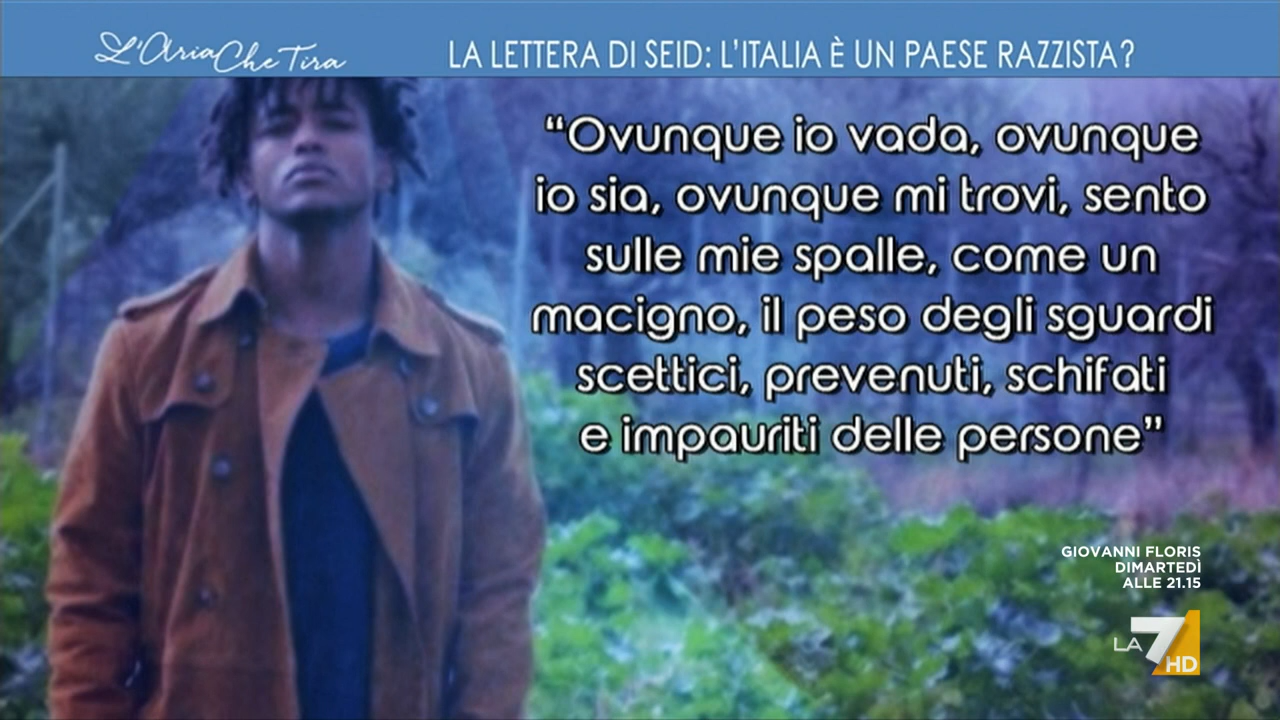 L'Aria Che Tira
LA LETTERA DI SEID: L'ITALIA È UN PAESE RAZZISTA?
“Ovunque io vada, ovunque
io sia, ovunque mi trovi, sento
sulle mie spalle, come un
macigno, il peso degli sguardi
scettici, prevenuti, schifati
e impauriti delle persone”
GIOVANNI FLORIS
DIMARTEDÌ
ALLE 21.15
LA 7 HD